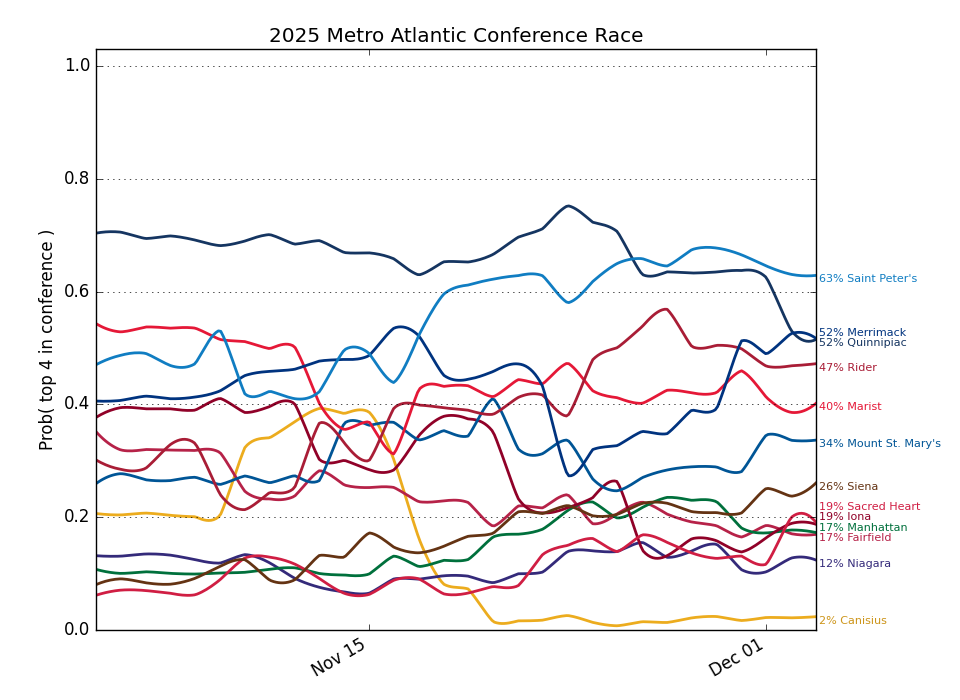 2025 Metro Atlantic Conference Race
Prob( top 4 in conference )
1.0
0.8
0.6
0.4
0.2
0.0
Nov 15
Dec 01
63% Saint Peter's
52% Merrimack
52% Quinnipiac
47% Rider
40% Marist
34% Mount St. Mary's
26% Siena
19% Sacred Heart
19% Iona
17% Manhattan
17% Fairfield
12% Niagara
2% Canisius